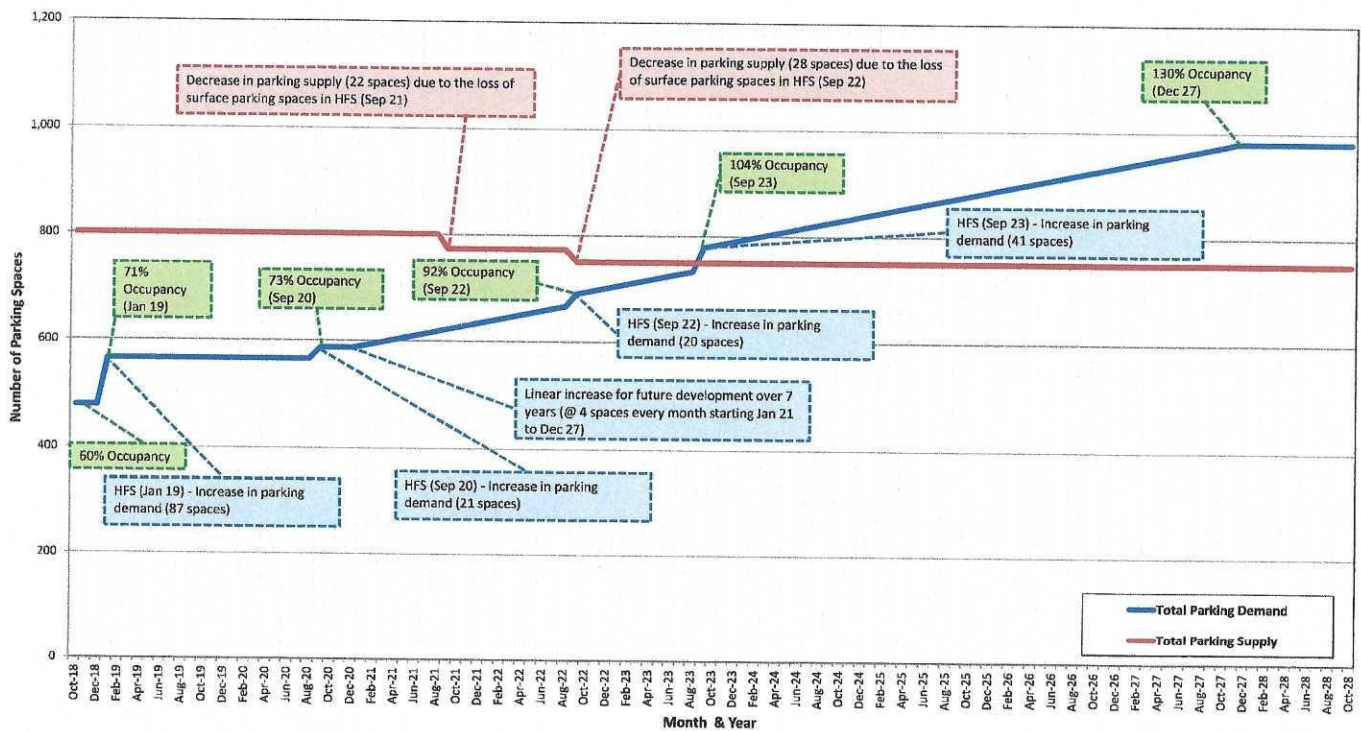 1,200
1,000
800
600
400
200
0
Number of Parking Spaces
Decrease in parking supply (22 spaces) due to the loss of
surface parking spaces in HFS (Sep 21)
Decrease in parking supply (28 spaces) due to the loss
of surface parking spaces in HFS (Sep 22)
130% Occupancy
(Dec 27)
104% Occupancy
(Sep 23)
HFS (Sep 23) - Increase in parking
demand (41 spaces)
71%
Occupancy
(Jan 19)
73% Occupancy
(Sep 20)
92% Occupancy
(Sep 22)
HFS (Sep 22) - Increase in parking
demand (20 spaces)
Linear increase for future development over 7
years (@ 4 spaces every month starting Jan 21
to Dec 27)
60% Occupancy
HFS (Jan 19) - Increase in parking
demand (87 spaces)
HFS (Sep 20) - Increase in parking
demand (21 spaces)
Total Parking Demand
Total Parking Supply
Oct-18
Dec-18
Feb-19
Apr-19
Jun-19
Aug-19
Oct-19
Dec-19
Feb-20
Apr-20
Jun-20
Aug-20
Oct-20
Dec-20
Feb-21
Apr-21
Jun-21
Aug-21
Oct-21
Dec-21
Feb-22
Apr-22
Jun-22
Aug-22
Oct-22
Dec-22
Feb-23
Apr-23
Jun-23
Aug-23
Oct-23
Dec-23
Feb-24
Apr-24
Jun-24
Aug-24
Oct-24
Dec-24
Feb-25
Apr-25
Jun-25
Aug-25
Oct-25
Dec-25
Feb-26
Apr-26
Jun-26
Aug-26
Oct-26
Dec-26
Feb-27
Apr-27
Jun-27
Aug-27
Oct-27
Dec-27
Feb-28
Apr-28
Jun-28
Aug-28
Oct-28
Month & Year